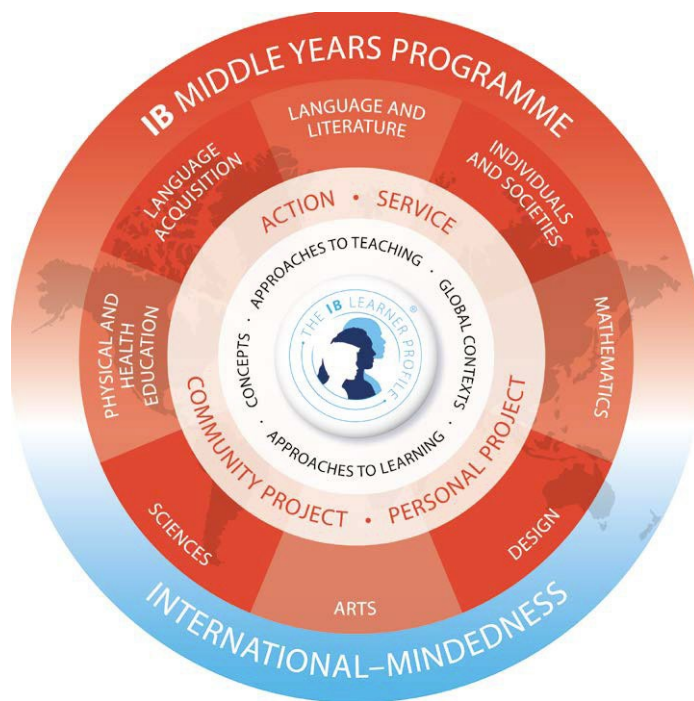 IB MIDDLE YEARS PROGRAMME
LANGUAGE AND
LITERATURE
INDIVIDUALS
AND SOCIETIES
MATHEMATICS
DESIGN
ARTS
SCIENCES
PHYSICAL AND
HEALTH
EDUCATION
LANGUAGE
ACQUISITION
ACTION • SERVICE
PERSONAL PROJECT
•
COMMUNITY PROJECT
APPROACHES TO TEACHING ·
GLOBAL CONTEXTS ·
APPROACHES TO LEARNING ·
CONCEPTS ·
• THE IB LEARNER PROFILE • ®
INTERNATIONAL–MINDEDNESS